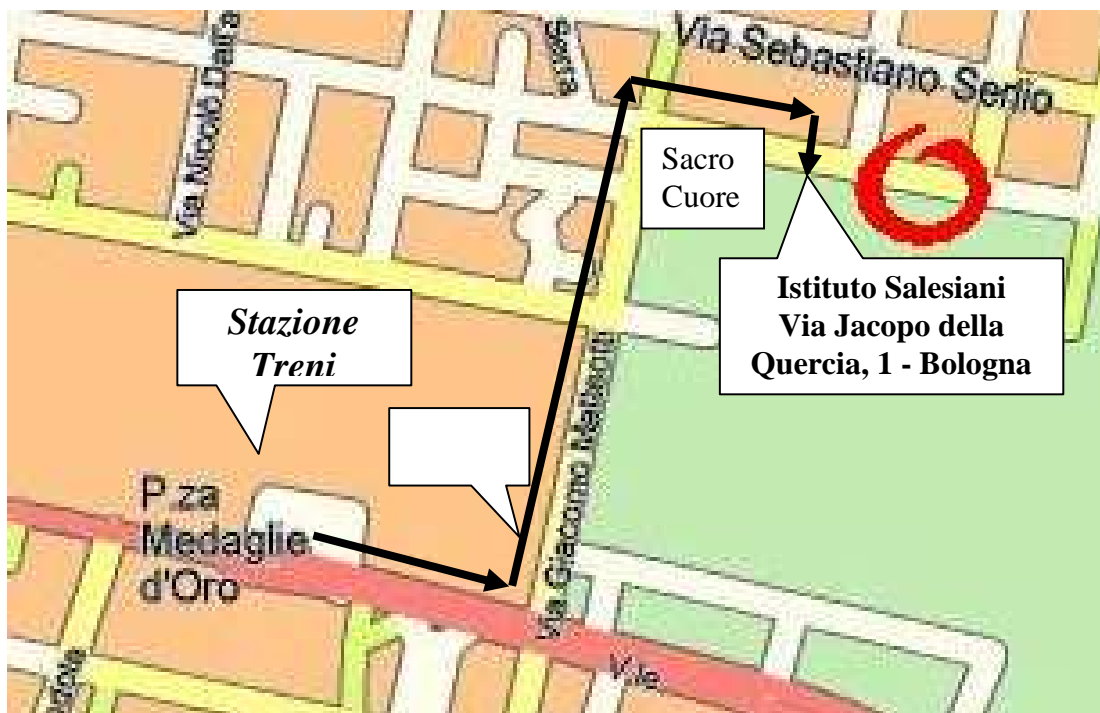 Via Sebastiano Serlio
Via Nicolò Dall'a
Sacro
Cuore
Istituto Salesiani
Via Jacopo della
Quercia, 1 - Bologna
Stazione
Treni
Via Giacomo Matteotti
P.za
Medaglie
d'Oro
V.le